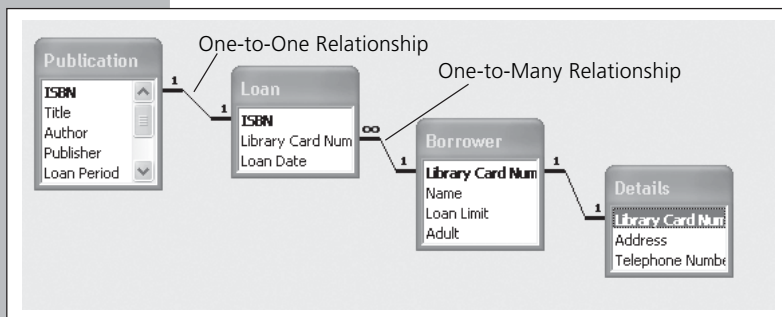 One-to-One Relationship
One-to-Many Relationship
Publication
ISBN
Title
Author
Publisher
Loan Period
1
1
Loan
ISBN
Library Card Num
Loan Date
∞
1
Borrower
Library Card Num
Name
Loan Limit
Adult
1
1
Details
Library Card Num
Address
Telephone Numbe